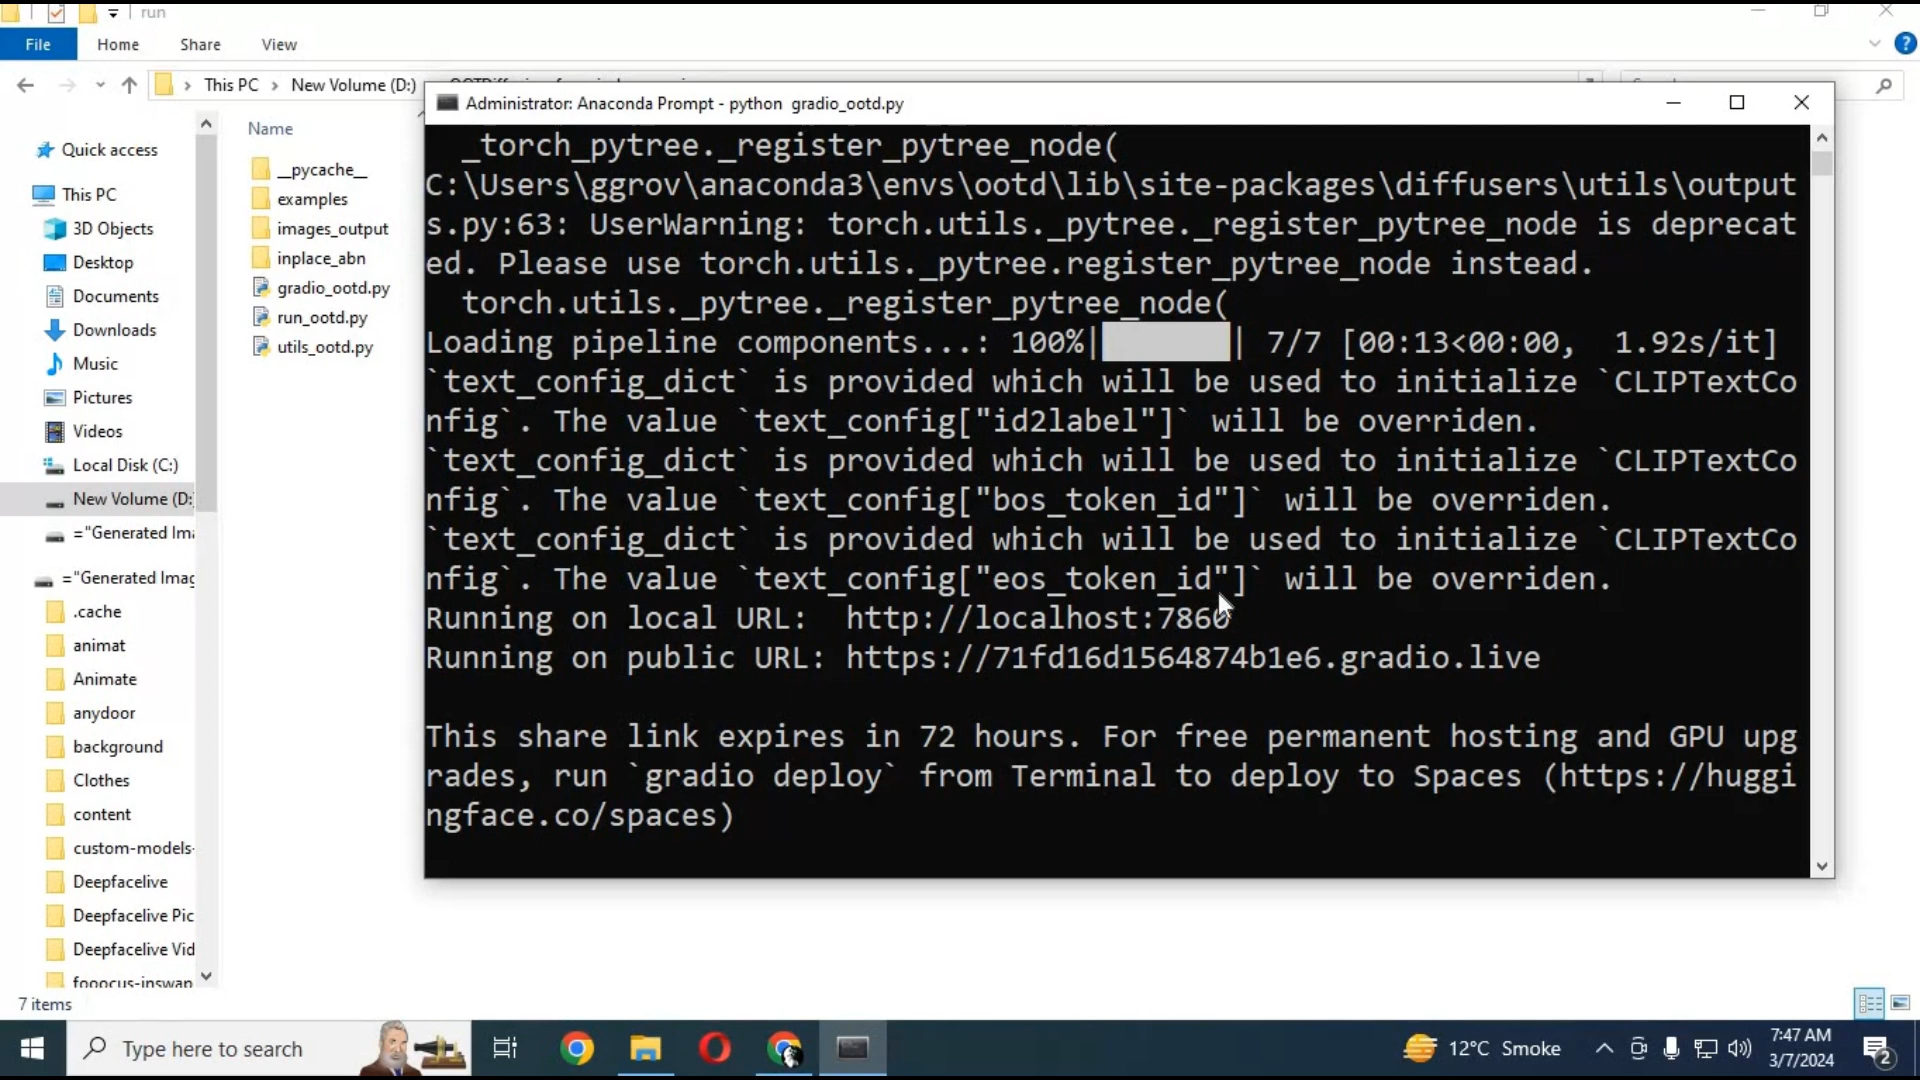 run
File
Home
Share
View
This PC
New Volume (D:)
Administrator: Anaconda Prompt - python gradio_ootd.py
Name
Quick access
This PC
3D Objects
Desktop
Documents
Downloads
Music
Pictures
Videos
Local Disk (C:)
New Volume (D:
="Generated Ima
="Generated Imag
.cache
animat
Animate
anydoor
background
Clothes
content
custom-models-
Deepfacelive
Deepfacelive Pic
Deepfacelive Vid
fooocus-inswap
__pycache__
examples
images_output
inplace_abn
gradio_ootd.py
run_ootd.py
utils_ootd.py
_torch_pytree._register_pytree_node(
C:\Users\ggrov\anaconda3\envs\ootd\lib\site-packages\diffusers\utils\output
s.py:63: UserWarning: torch.utils._pytree._register_pytree_node is deprecat
ed. Please use torch.utils._pytree.register_pytree_node instead.
torch.utils._pytree._register_pytree_node(
Loading pipeline components...: 100%| | 7/7 [00:13<00:00, 1.92s/it]
`text_config_dict` is provided which will be used to initialize `CLIPTextCo
nfig`. The value `text_config["id2label"]` will be overriden.
`text_config_dict` is provided which will be used to initialize `CLIPTextCo
nfig`. The value `text_config["bos_token_id"]` will be overriden.
`text_config_dict` is provided which will be used to initialize `CLIPTextCo
nfig`. The value `text_config["eos_token_id"]` will be overriden.
Running on local URL: http://localhost:7860
Running on public URL: https://71fd16d1564874b1e6.gradio.live
This share link expires in 72 hours. For free permanent hosting and GPU upg
rades, run `gradio deploy` from Terminal to deploy to Spaces (https://huggi
ngface.co/spaces)
7 items
Type here to search
12°C Smoke
7:47 AM
3/7/2024
2